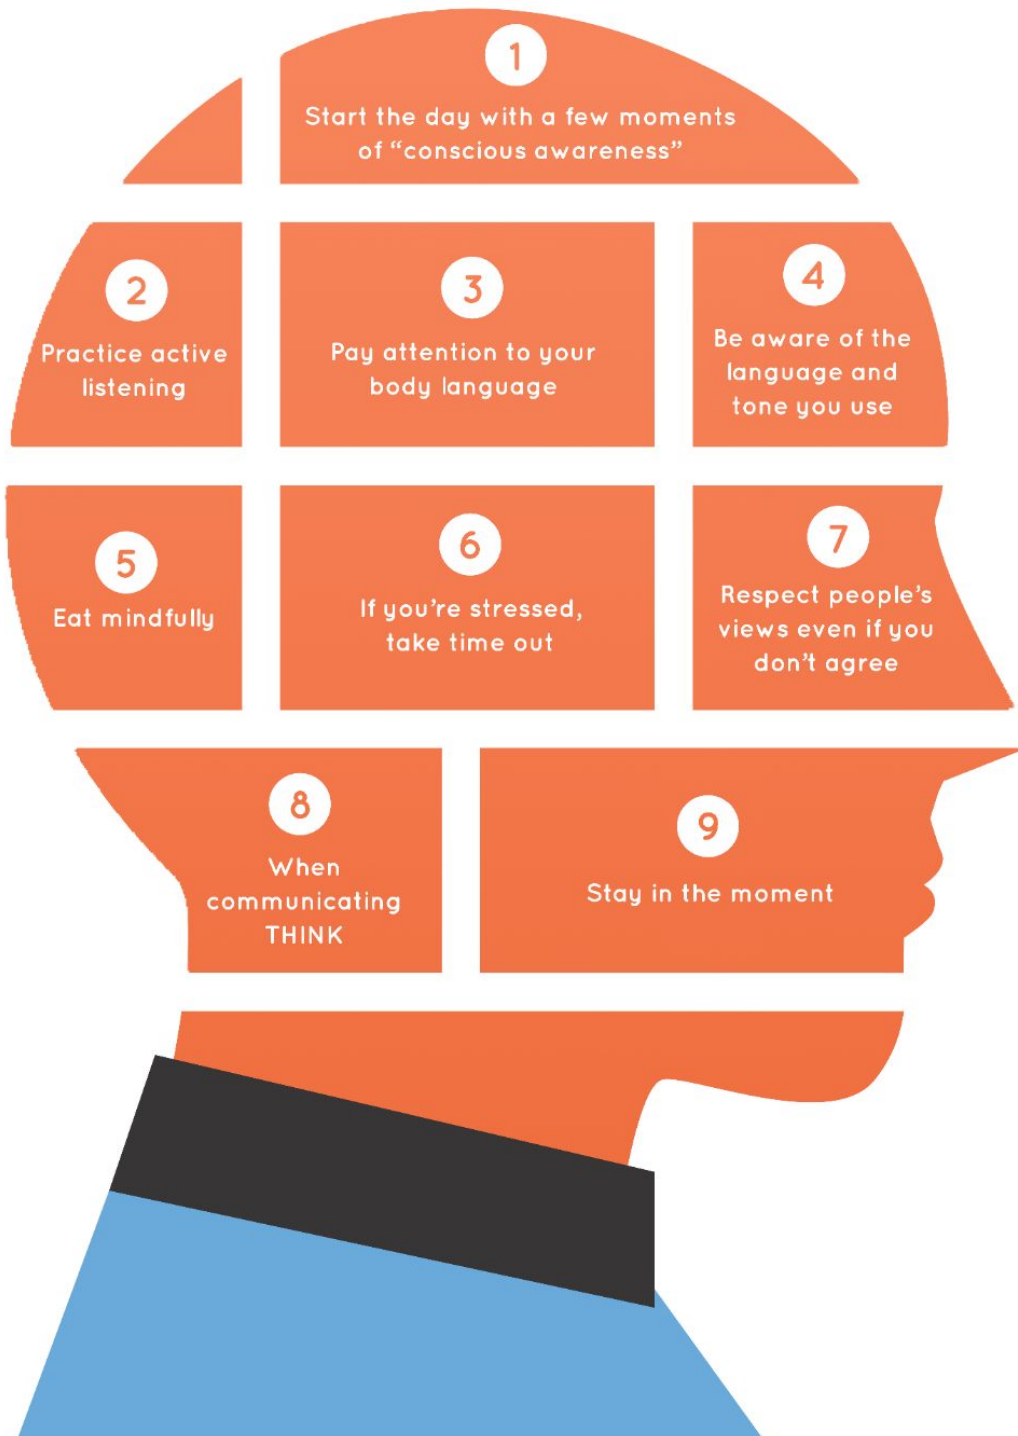 1
Start the day with a few moments
of “conscious awareness”
2
Practice active
listening
3
Pay attention to your
body language
4
Be aware of the
language and
tone you use
5
Eat mindfully
6
If you’re stressed,
take time out
7
Respect people’s
views even if you
don’t agree
8
When
communicating
THINK
9
Stay in the moment